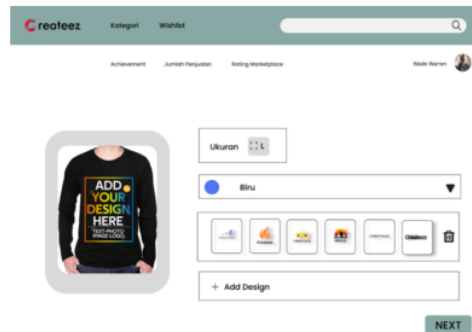 Createez Kategori Wishlist
Achievement Jumlah Penjualan Rating Marketplace Wade Warren
Ukuran L
ADD
YOUR
DESIGN
HERE
TEXT-PHOTO
IMAGE-LOGO
Biru
Createez
+ Add Design
NEXT